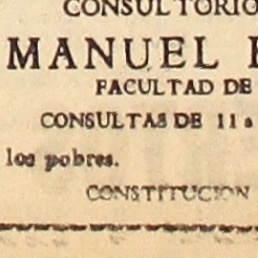 CONSULTORIO
MANUEL
FACULTAD DE
CONSULTAS DE 11 a
los pobres.
CONSTITUCION